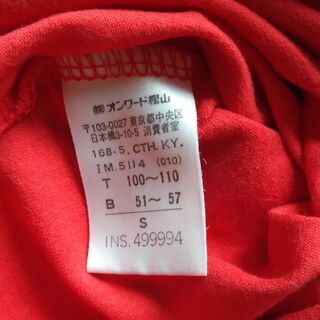 ㈱オンワード樫山
〒103-0027 東京都中央区
日本橋3-10-5 消費者室
168-5. CTH. KY.
IM. 5114 (010)
T 100～110
B 51～57
S
INS. 499994